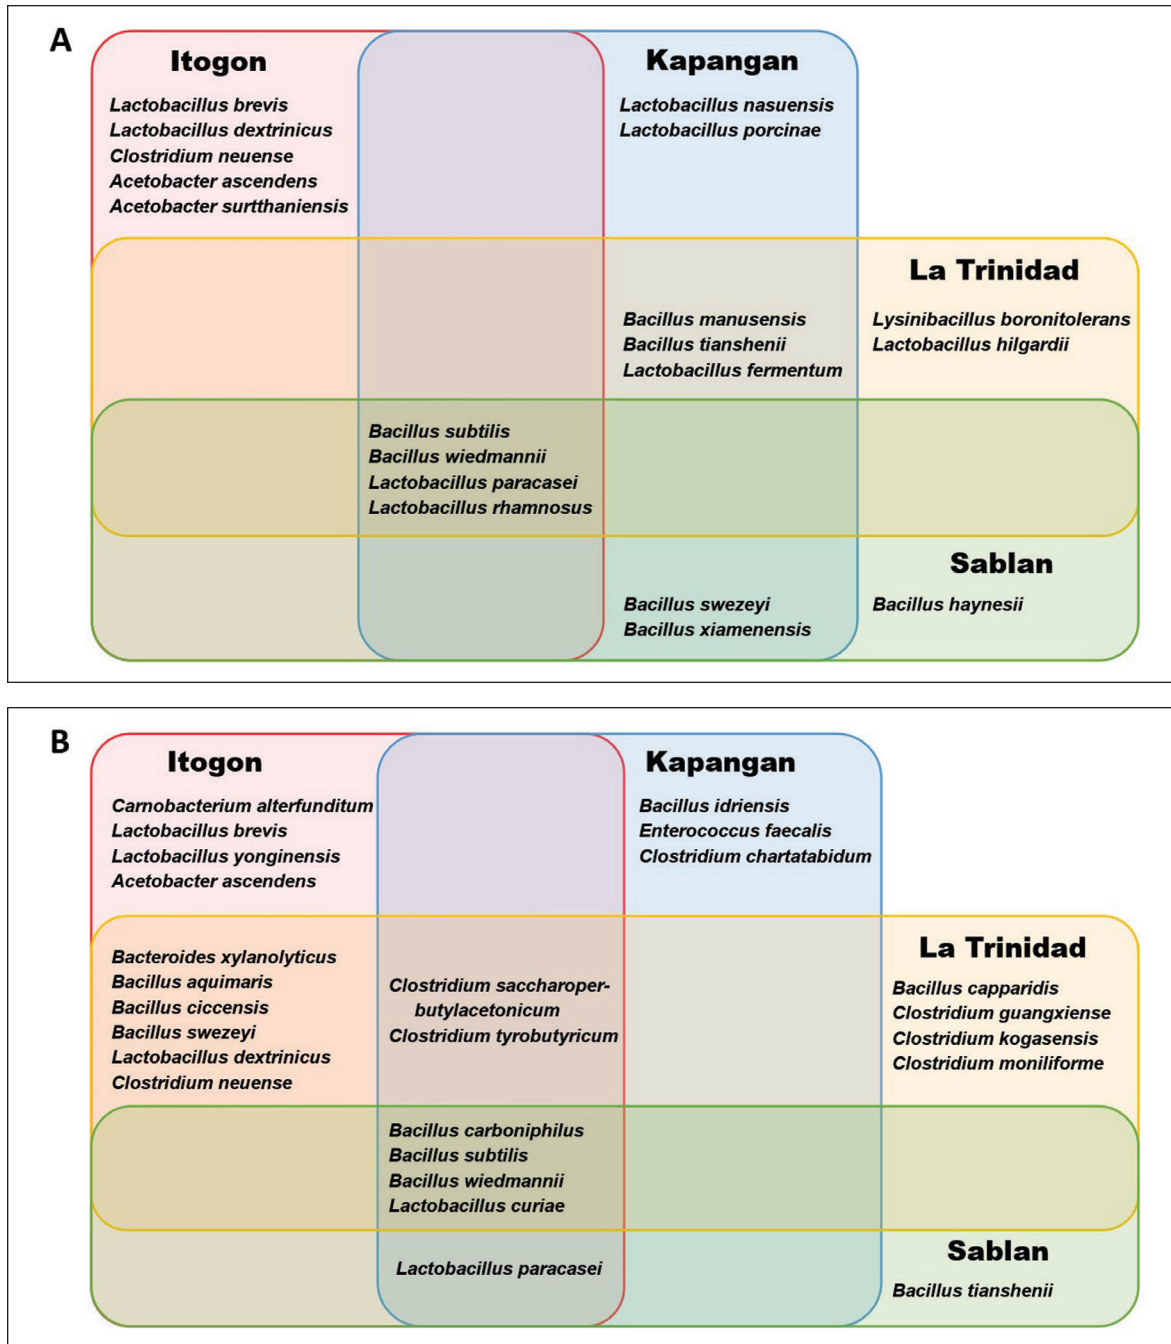 A
Itogon
Lactobacillus brevis
Lactobacillus dextrinicus
Clostridium neuense
Acetobacter ascendens
Acetobacter surtthaniensis
Kapangan
Lactobacillus nasuensis
Lactobacillus porcinae
La Trinidad
Bacillus manusensis
Bacillus tianshenii
Lactobacillus fermentum
Lysinibacillus boronitolerans
Lactobacillus hilgardii
Bacillus subtilis
Bacillus wiedmannii
Lactobacillus paracasei
Lactobacillus rhamnosus
Sablan
Bacillus swezeyi
Bacillus xiamenensis
Bacillus haynesii
B
Itogon
Carnobacterium alterfunditum
Lactobacillus brevis
Lactobacillus yonginensis
Acetobacter ascendens
Kapangan
Bacillus idriensis
Enterococcus faecalis
Clostridium chartatabidum
Bacteroides xylanolyticus
Bacillus aquimaris
Bacillus ciccensis
Bacillus swezeyi
Lactobacillus dextrinicus
Clostridium neuense
Clostridium saccharoper-
butylacetonicum
Clostridium tyrobutyricum
La Trinidad
Bacillus capparidis
Clostridium guangxiense
Clostridium kogasensis
Clostridium moniliforme
Bacillus carboniphilus
Bacillus subtilis
Bacillus wiedmannii
Lactobacillus curiae
Lactobacillus paracasei
Sablan
Bacillus tianshenii